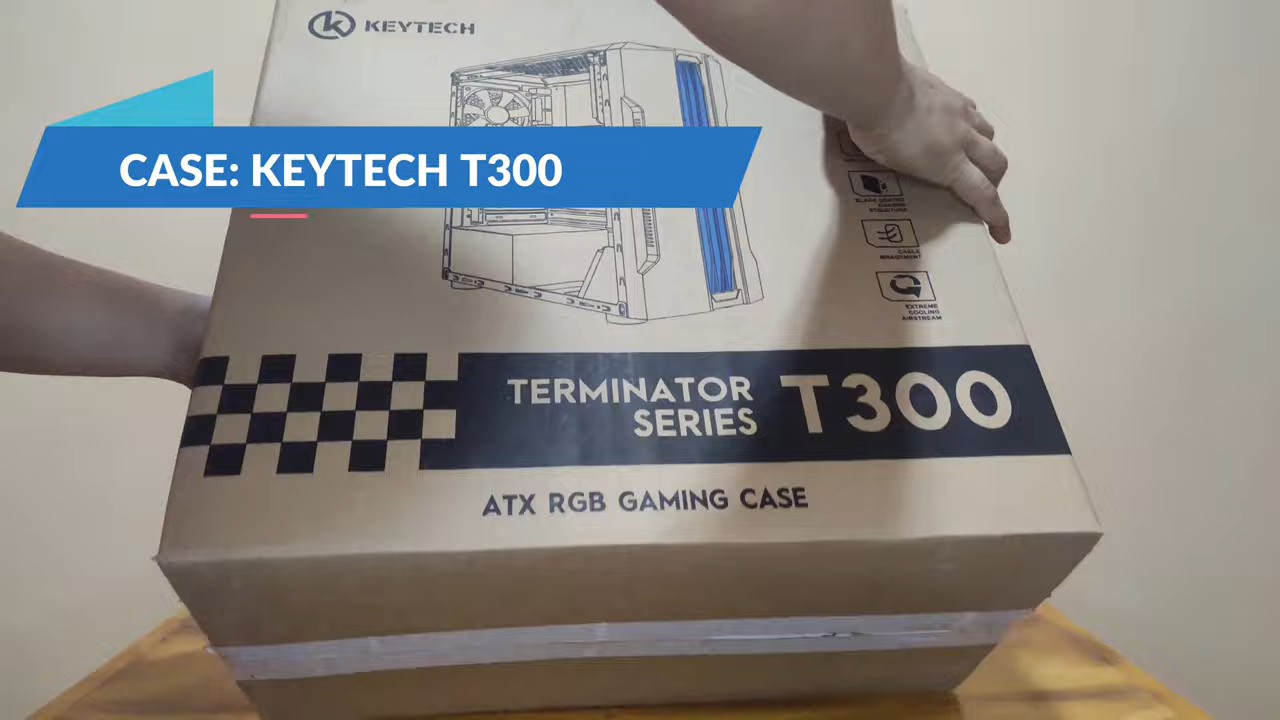 KEYTECH
CASE: KEYTECH T300
CABLE
MANAGEMENT
EXTREME
COOLING
AIRSTREAM
TERMINATOR
SERIES
T300
ATX RGB GAMING CASE